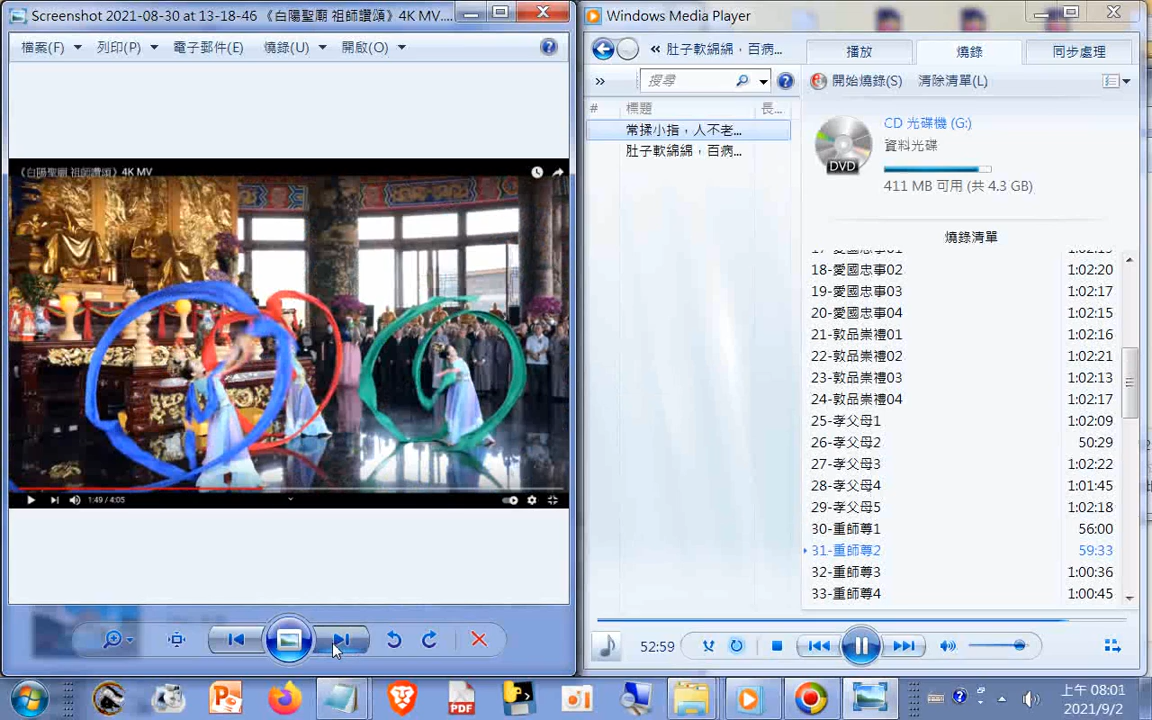 Screenshot 2021-08-30 at 13-18-46 《白陽聖廟 祖師讚頌》4K MV....
檔案(F) 列印(P) 電子郵件(E) 燒錄(U) 開啟(O)
《白陽聖廟 祖師讚頌》4K MV
1:49 / 4:05
Windows Media Player
« 肚子軟綿綿，百病...
播放 燒錄 同步處理
» 搜尋
開始燒錄(S) 清除清單(L)
# 標題 長...
常揉小指，人不老...
肚子軟綿綿，百病...
DVD
CD 光碟機 (G:)
資料光碟
411 MB 可用 (共 4.3 GB)
燒錄清單
18-愛國忠事02 1:02:20
19-愛國忠事03 1:02:17
20-愛國忠事04 1:02:15
21-敦品崇禮01 1:02:16
22-敦品崇禮02 1:02:21
23-敦品崇禮03 1:02:13
24-敦品崇禮04 1:02:17
25-孝父母1 1:02:09
26-孝父母2 50:29
27-孝父母3 1:02:22
28-孝父母4 1:01:45
29-孝父母5 1:02:18
30-重師尊1 56:00
31-重師尊2 59:33
32-重師尊3 1:00:36
33-重師尊4 1:00:45
52:59
PDF
上午 08:01
2021/9/2